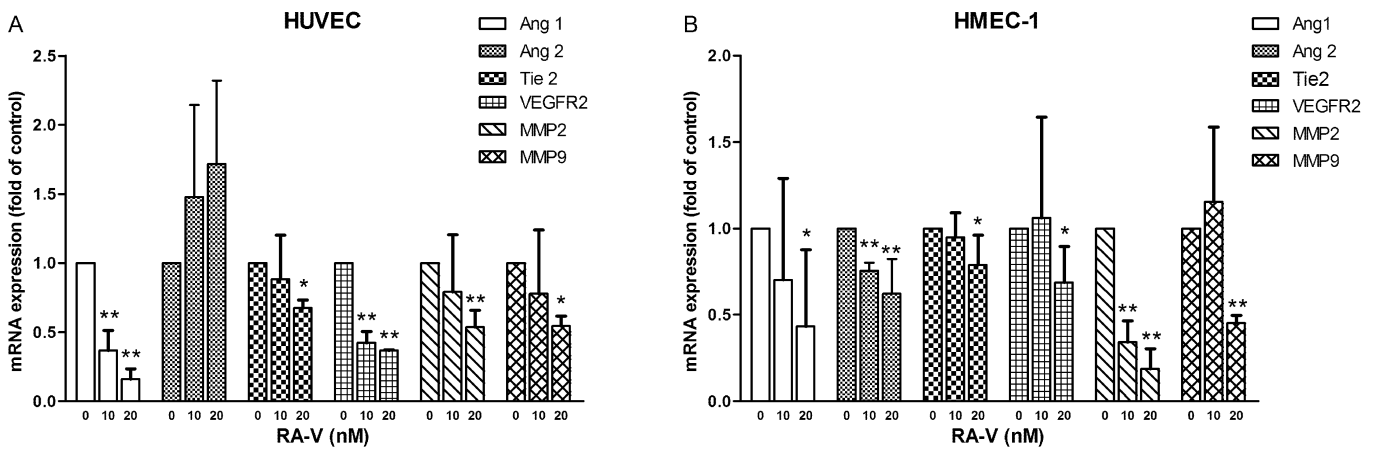 A
HUVEC
Ang 1
Ang 2
Tie 2
VEGFR2
MMP2
MMP9
mRNA expression (fold of control)
2.5
2.0
1.5
1.0
0.5
0.0
** ** * ** ** ** *
0 10 20 0 10 20 0 10 20 0 10 20 0 10 20 0 10 20
RA-V (nM)
B
HMEC-1
Ang1
Ang 2
Tie2
VEGFR2
MMP2
MMP9
mRNA expression (fold of control)
2.0
1.5
1.0
0.5
0.0
* ** ** * * ** ** **
0 10 20 0 10 20 0 10 20 0 10 20 0 10 20 0 10 20
RA-V (nM)